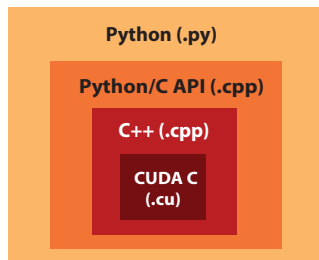 Python (.py)
Python/C API (.cpp)
C++ (.cpp)
CUDA C
(.cu)